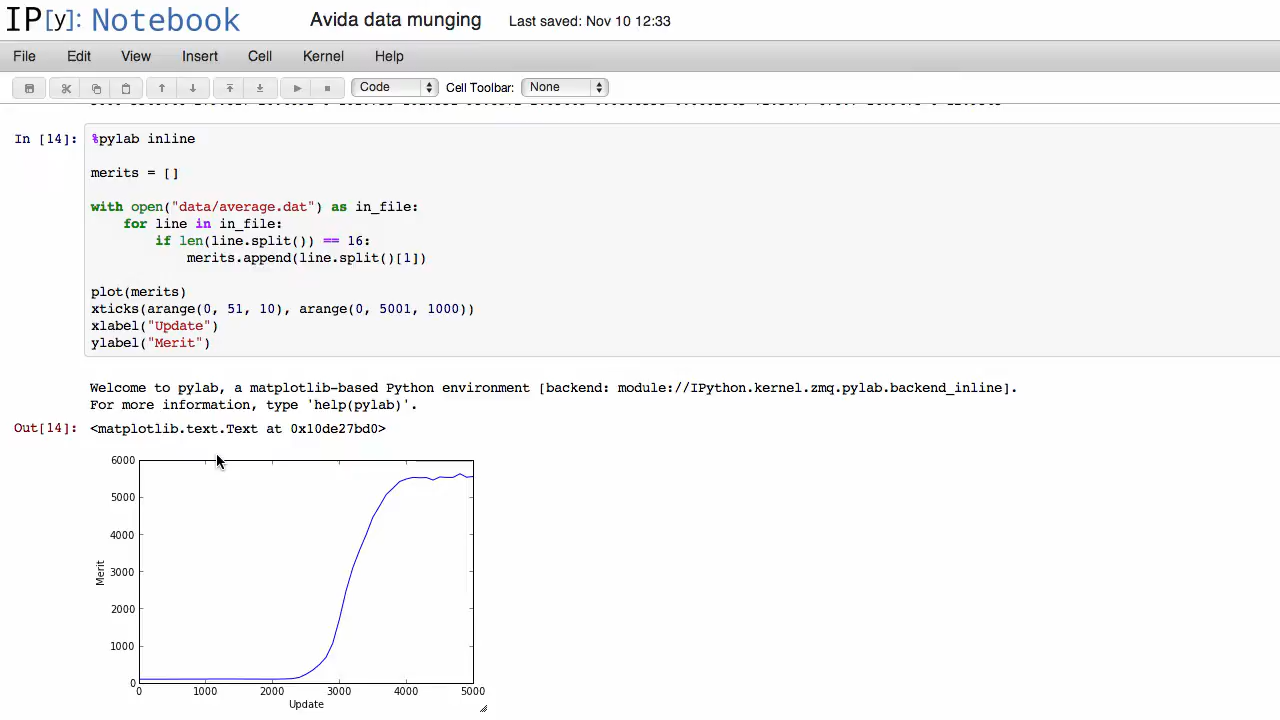 IP[y]: Notebook
Avida data munging
Last saved: Nov 10 12:33
File Edit View Insert Cell Kernel Help
Code Cell Toolbar: None
In [14]:
%pylab inline
merits = []
with open("data/average.dat") as in_file:
for line in in_file:
if len(line.split()) == 16:
merits.append(line.split()[1])
plot(merits)
xticks(arange(0, 51, 10), arange(0, 5001, 1000))
xlabel("Update")
ylabel("Merit")
Welcome to pylab, a matplotlib-based Python environment [backend: module://IPython.kernel.zmq.pylab.backend_inline].
For more information, type 'help(pylab)'.
Out[14]: <matplotlib.text.Text at 0x10de27bd0>
6000
5000
4000
3000
2000
1000
0
Merit
0 1000 2000 3000 4000 5000
Update